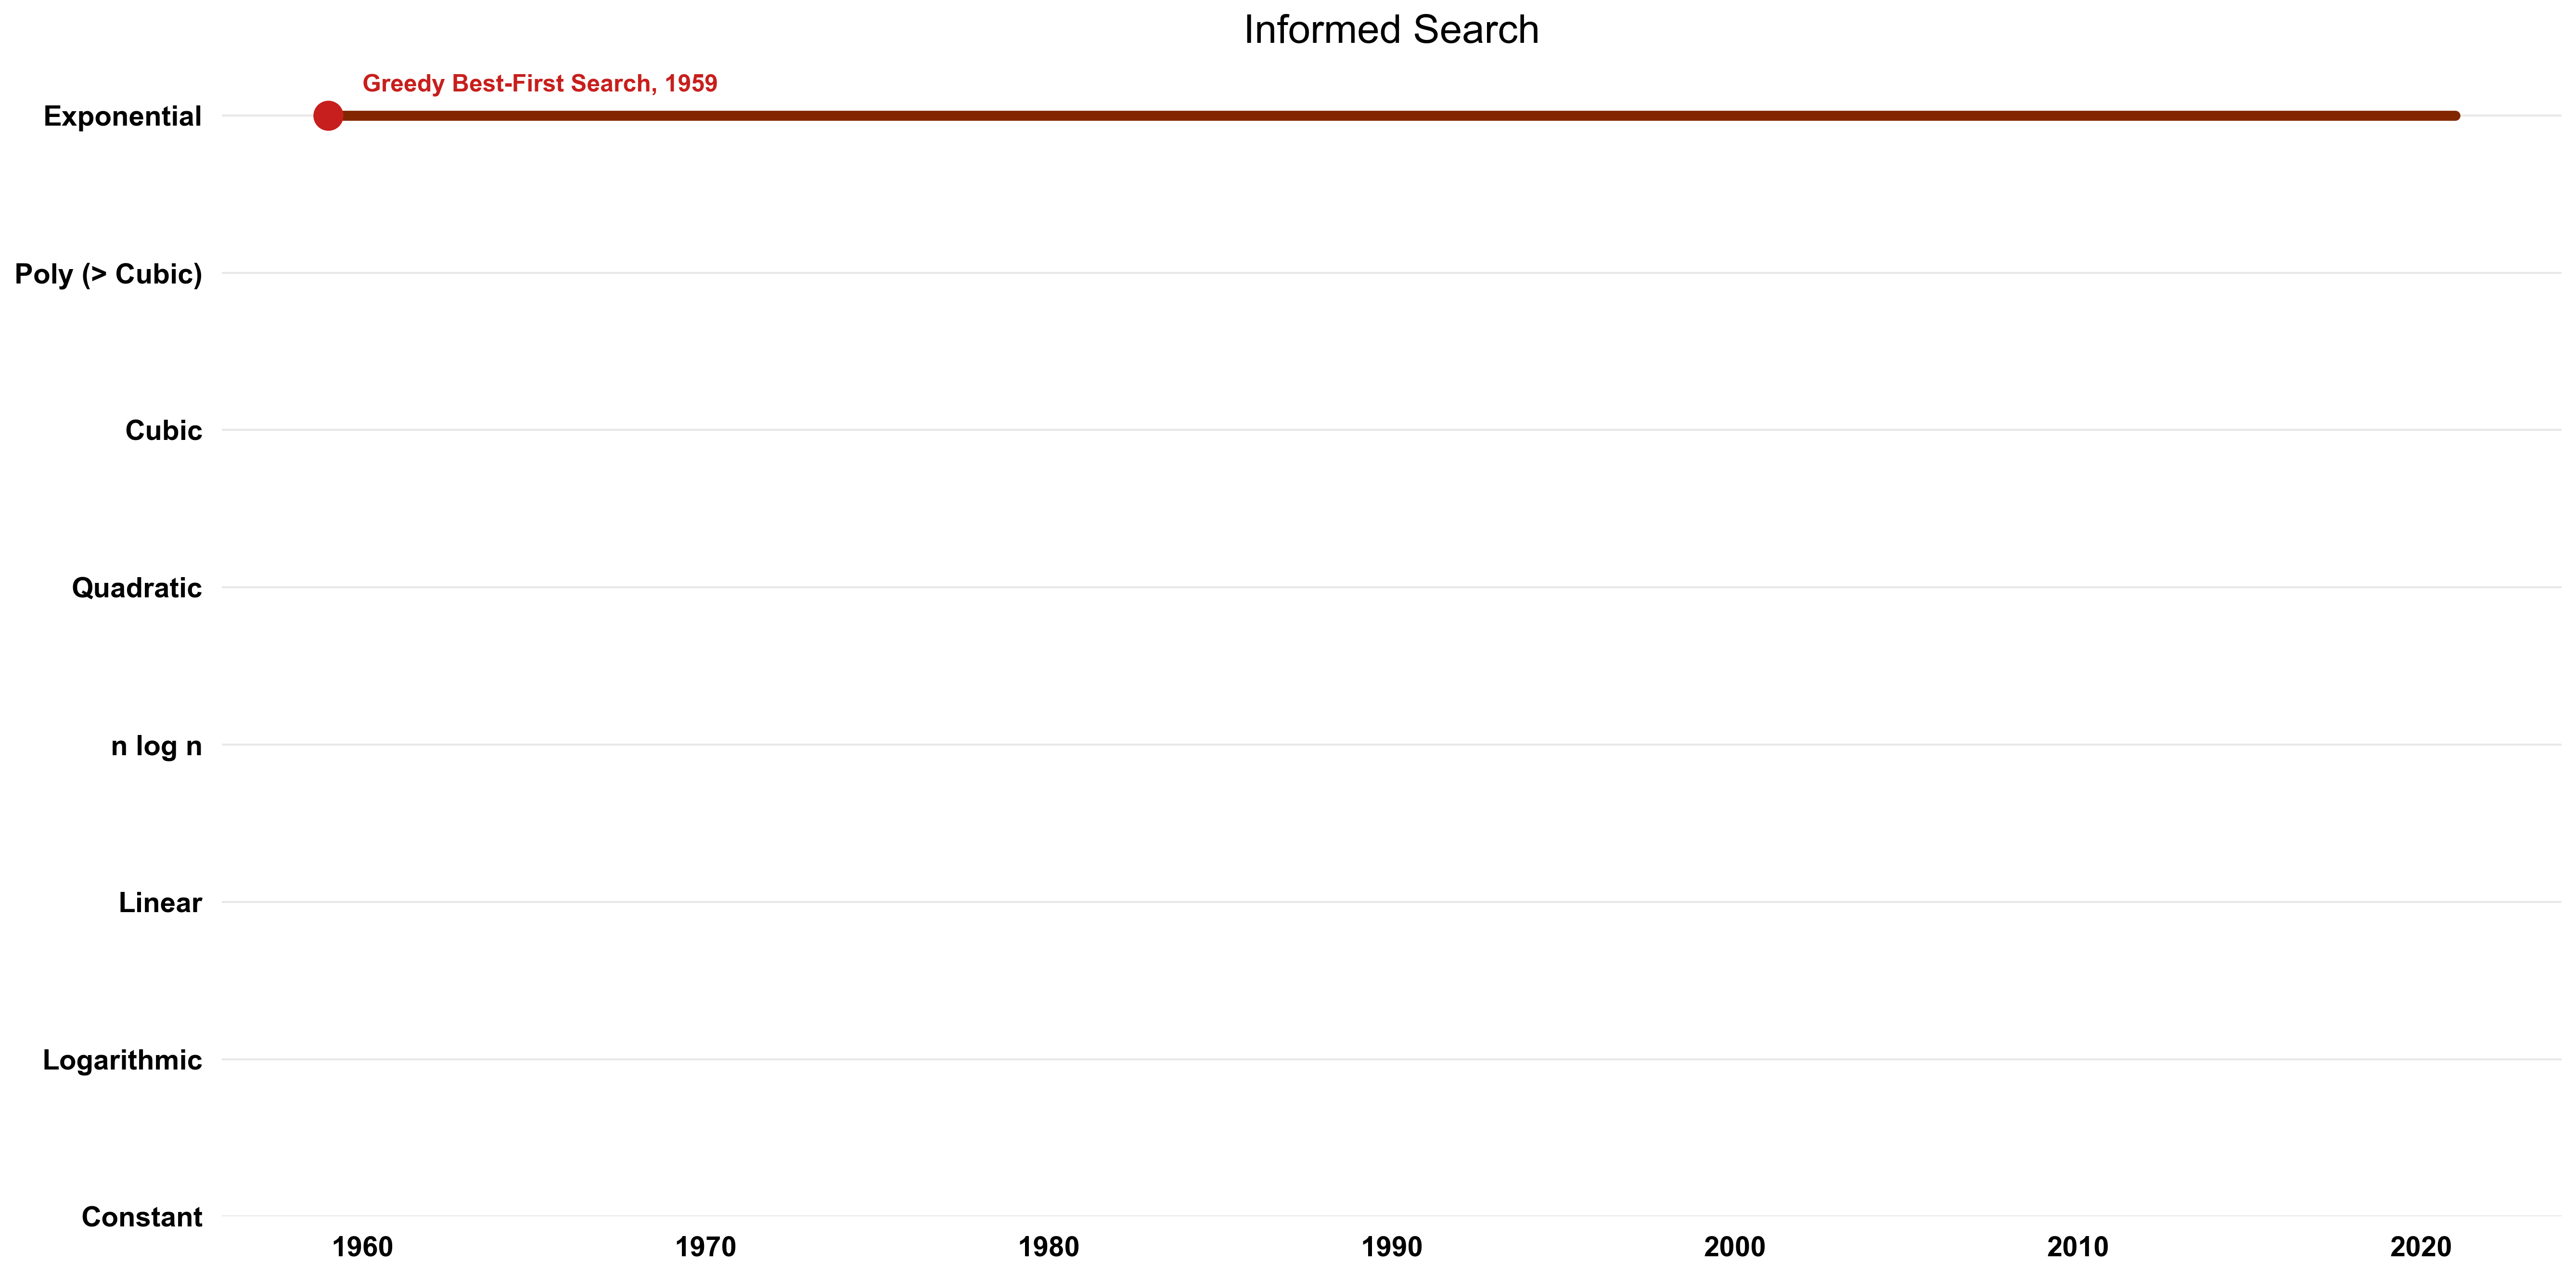 Informed Search
Greedy Best-First Search, 1959
Exponential
Poly (> Cubic)
Cubic
Quadratic
n log n
Linear
Logarithmic
Constant
1960 1970 1980 1990 2000 2010 2020